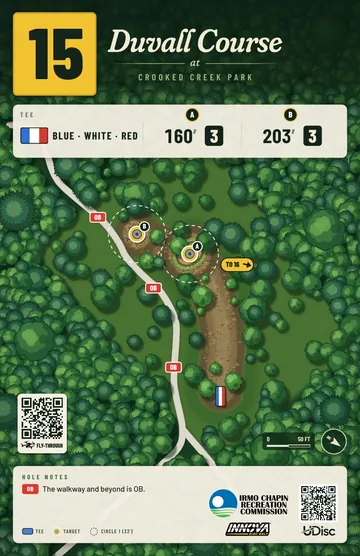 15
Duvall Course
at
CROOKED CREEK PARK
TEE
A
B
BLUE · WHITE · RED
160' 3
203' 3
OB
B
A
TO 16
OB
OB
FLY-THROUGH
0 50 FT
HOLE NOTES
OB The walkway and beyond is OB.
IRMO CHAPIN
RECREATION
COMMISSION
TEE TARGET CIRCLE 1 (33')
INNOVA
UDisc